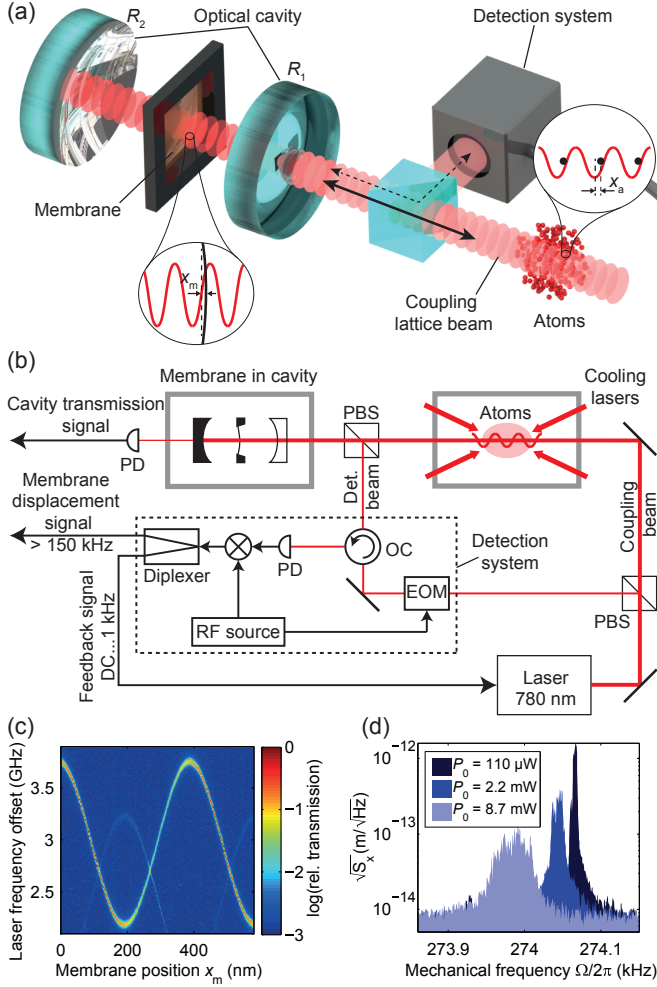 (a)
R2
Optical cavity
Detection system
R1
Membrane
xm
xa
Coupling
lattice beam
Atoms
(b)
Membrane in cavity
Cavity transmission
signal
PD
PBS
Atoms
Cooling
lasers
Membrane
displacement
signal
> 150 kHz
Det.
beam
Coupling
beam
Diplexer
PD
OC
Detection
system
EOM
RF source
PBS
Feedback signal
DC...1 kHz
Laser
780 nm
(c)
Laser frequency offset (GHz)
3.5
3
2.5
0
200
400
Membrane position xm (nm)
0
−1
−2
−3
log(rel. transmission)
(d)
√Sx(m/√Hz)
10−12
10−13
10−14
P0 = 110 µW
P0 = 2.2 mW
P0 = 8.7 mW
273.9
274
274.1
Mechanical frequency Ω/2π (kHz)